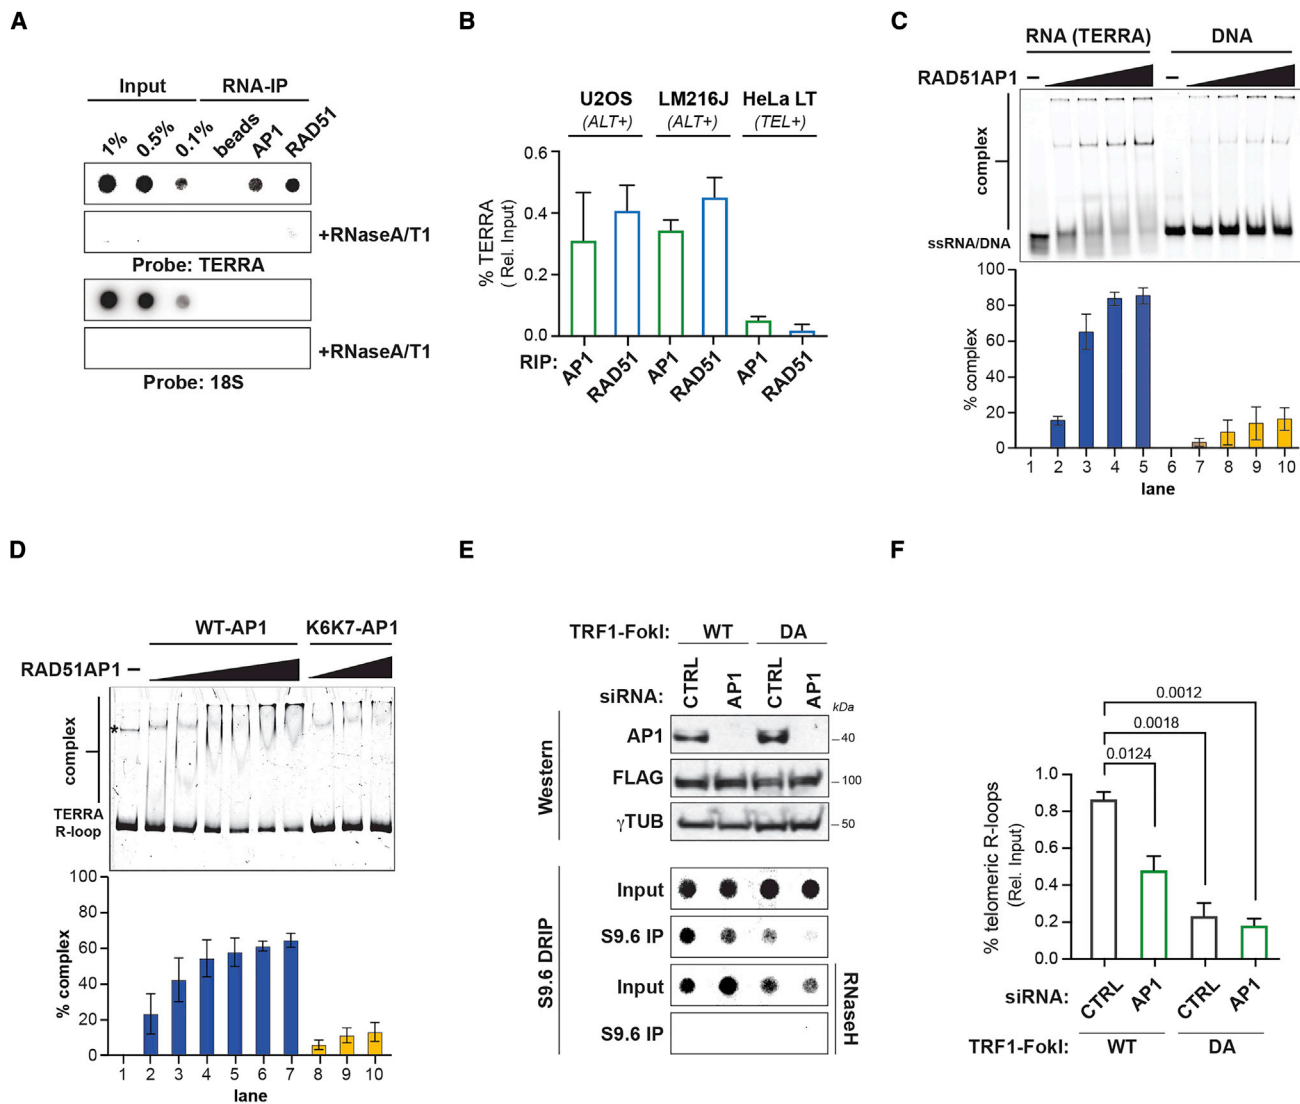 A
Input
RNA-IP
1%
0.5%
0.1%
beads
AP1
RAD51
+RNaseA/T1
Probe: TERRA
+RNaseA/T1
Probe: 18S
B
U2OS
LM216J
HeLa LT
(ALT+)
(ALT+)
(TEL+)
% TERRA
( Rel. Input)
0.6
0.4
0.2
0.0
RIP:
AP1
RAD51
AP1
RAD51
AP1
RAD51
C
RNA (TERRA)
DNA
RAD51AP1
–
–
complex
ssRNA/DNA
% complex
100
80
60
40
20
0
1 2 3 4 5 6 7 8 9 10
lane
D
WT-AP1
K6K7-AP1
RAD51AP1 –
complex
*
TERRA
R-loop
% complex
100
80
60
40
20
0
1 2 3 4 5 6 7 8 9 10
lane
E
TRF1-FokI:
WT
DA
siRNA:
CTRL
AP1
CTRL
AP1
kDa
Western
AP1
40
FLAG
100
γTUB
50
S9.6 DRIP
Input
S9.6 IP
Input
S9.6 IP
RNaseH
F
0.0012
0.0018
0.0124
% telomeric R-loops
(Rel. Input)
1.0
0.8
0.6
0.4
0.2
0.0
siRNA:
CTRL
AP1
CTRL
AP1
TRF1-FokI:
WT
DA